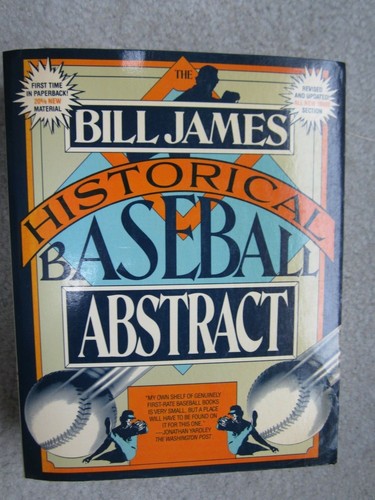 THE
FIRST TIME
IN PAPERBACK!
20% NEW
MATERIAL
REVISED
AND UPDATED
SECTION
BILL JAMES
HISTORICAL
BASEBALL
ABSTRACT
"MY OWN SHELF OF GENUINELY
FIRST-RATE BASEBALL BOOKS
IS VERY SMALL, BUT A PLACE
WILL HAVE TO BE FOUND ON
IT FOR THIS ONE."
—JONATHAN YARDLEY
THE WASHINGTON POST